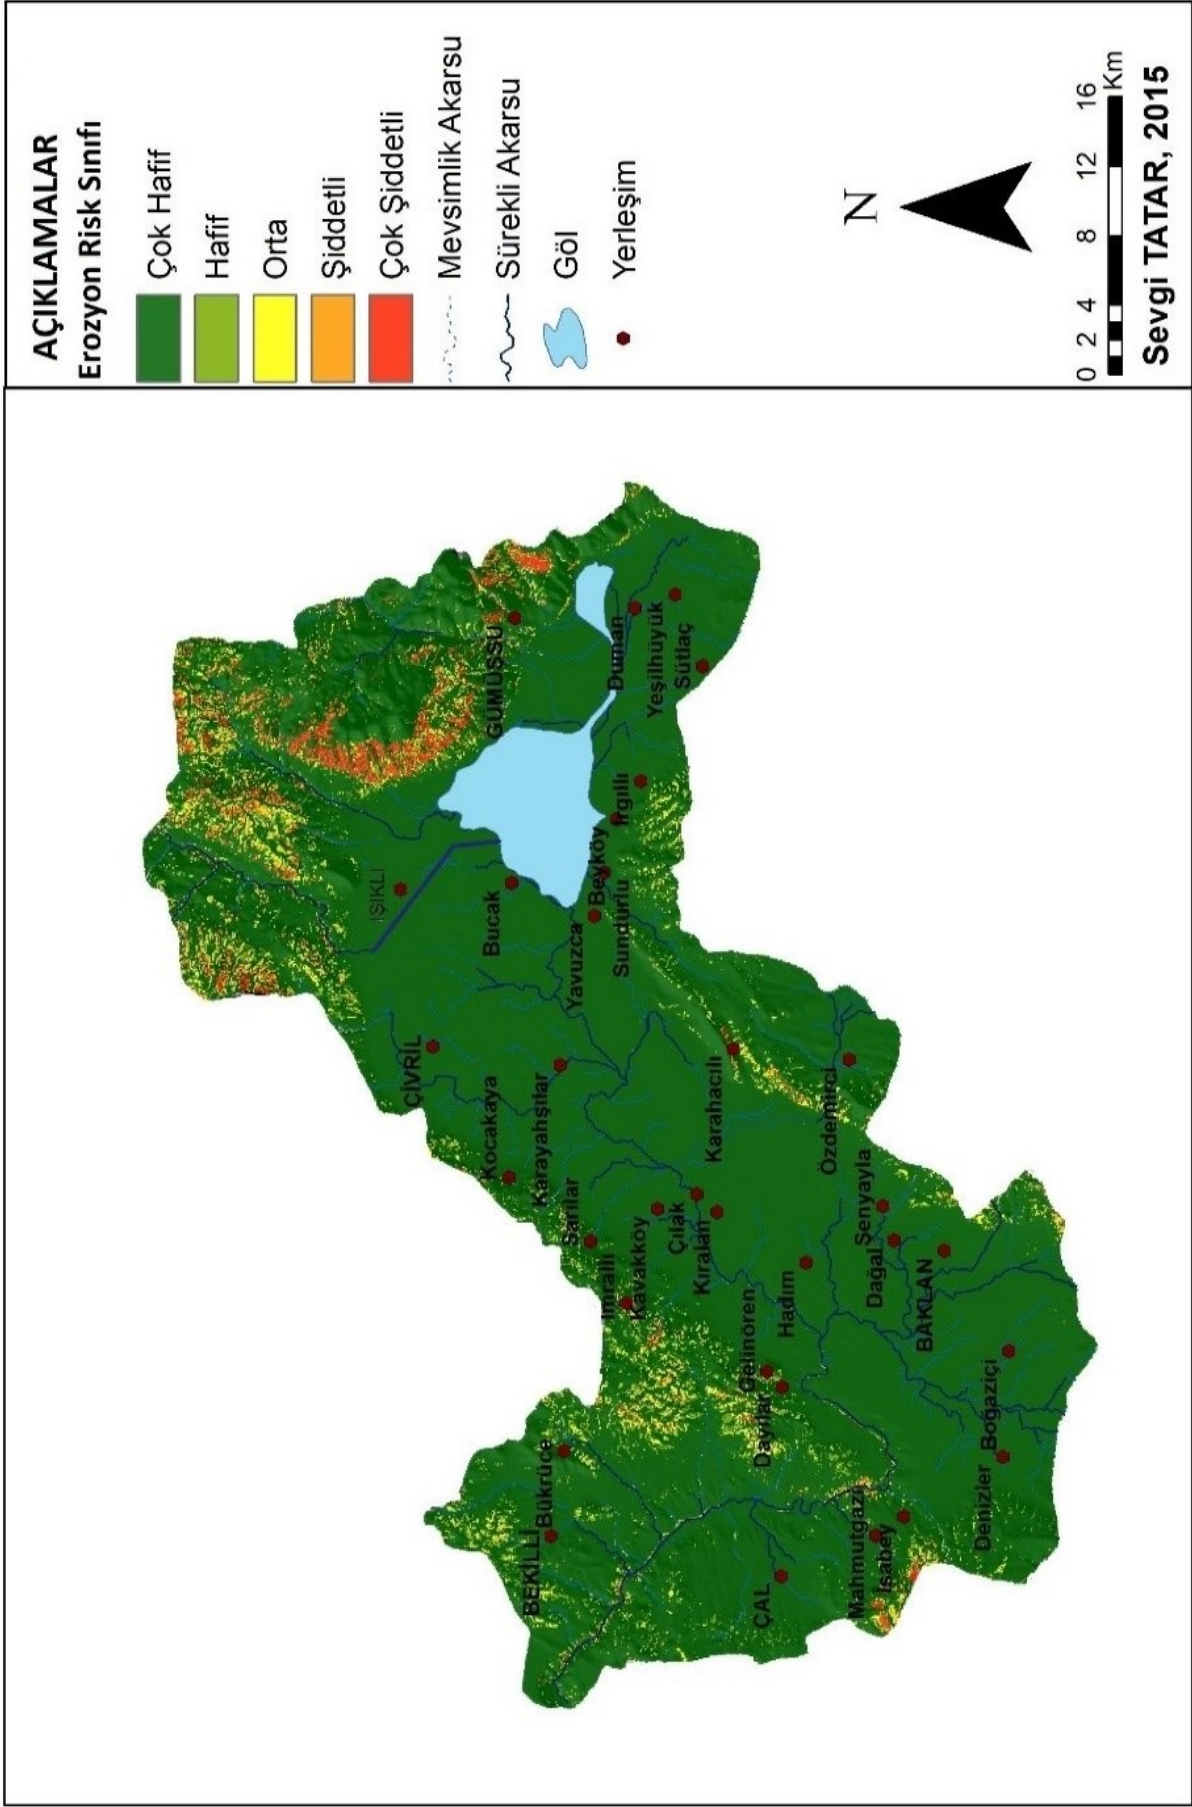 AÇIKLAMALAR
Erozyon Risk Sınıfı
Çok Hafif
Hafif
Orta
Şiddetli
Çok Şiddetli
Mevsimlik Akarsu
Sürekli Akarsu
Göl
Yerleşim
N
0 2 4 8 12 16
Km
Sevgi TATAR, 2015
IŞIKLI
ÇİVRİL
GÜMÜŞSU
Bucak
Kocakaya
Karayahşılar
Sarılar
Yavuzca
Beyköy
Sundurlu
Irgıllı
Duman
Yeşilhüyük
Sütlaç
İmrallı
Kavakköy
Çılak
Kıralan
Karahacılı
Özdemirci
Şenyayla
Dağal
BAKLAN
Hadım
Gelinören
Dayılar
Bükrüce
BEKİLLİ
ÇAL
Mahmutgazi
İsabey
Denizler
Boğaziçi